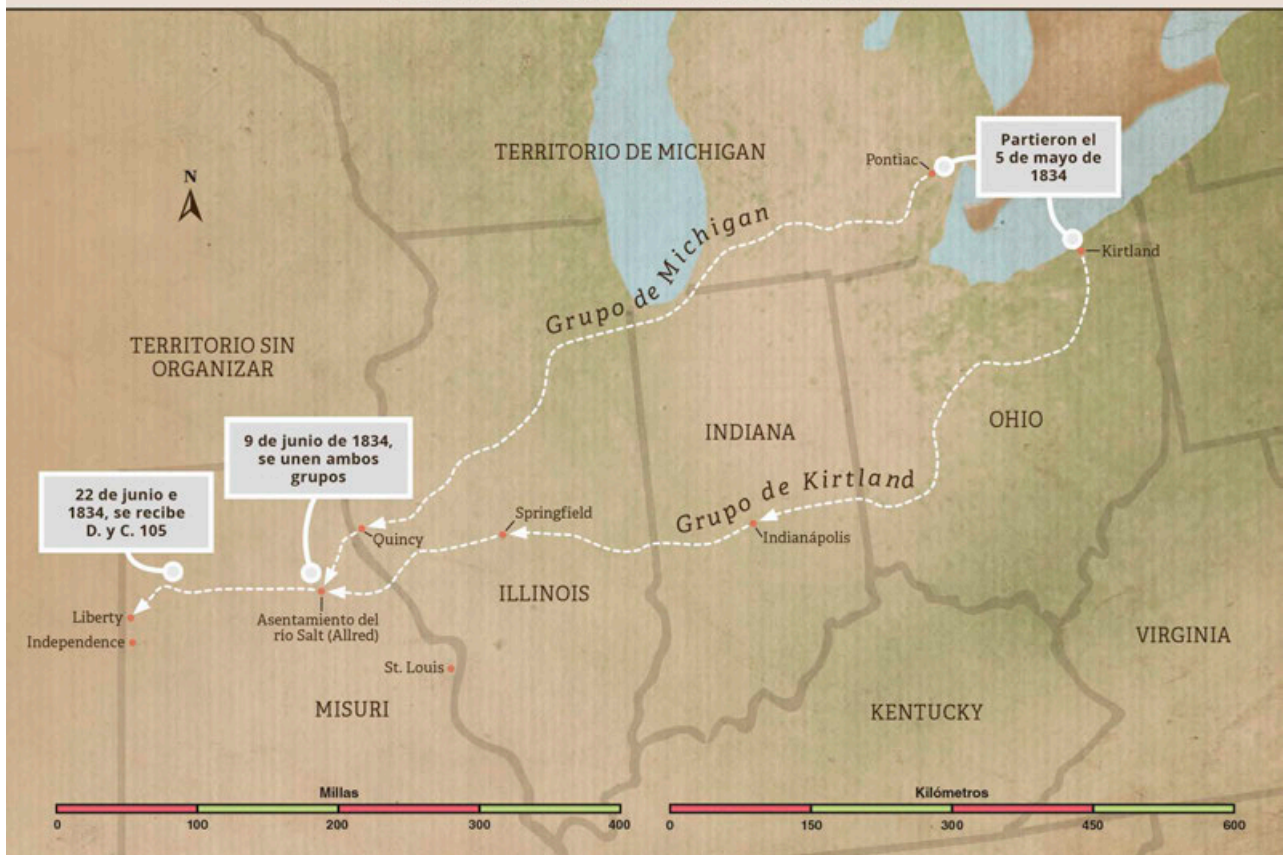 TERRITORIO DE MICHIGAN
Pontiac
Partieron el
5 de mayo de
1834
N
Kirtland
Grupo de Michigan
TERRITORIO SIN
ORGANIZAR
OHIO
INDIANA
9 de junio de 1834,
se unen ambos
grupos
Grupo de Kirtland
22 de junio e
1834, se recibe
D. y C. 105
Springfield
Quincy
Indianápolis
ILLINOIS
Liberty
Asentamiento del
río Salt (Allred)
Independence
VIRGINIA
St. Louis
MISURI
KENTUCKY
Millas
0 100 200 300 400
Kilómetros
0 150 300 450 600